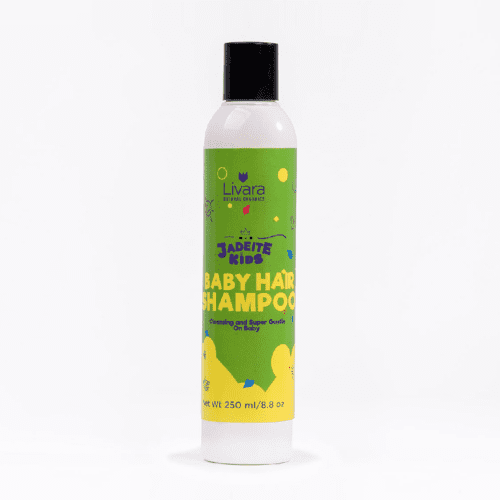 Livara
NATURAL ORGANICS
JADEITE
KIDS
BABY HAIR
SHAMPOO
Cleansing and Super Gentle
On Baby
Net Wt 250 ml/8.8 oz